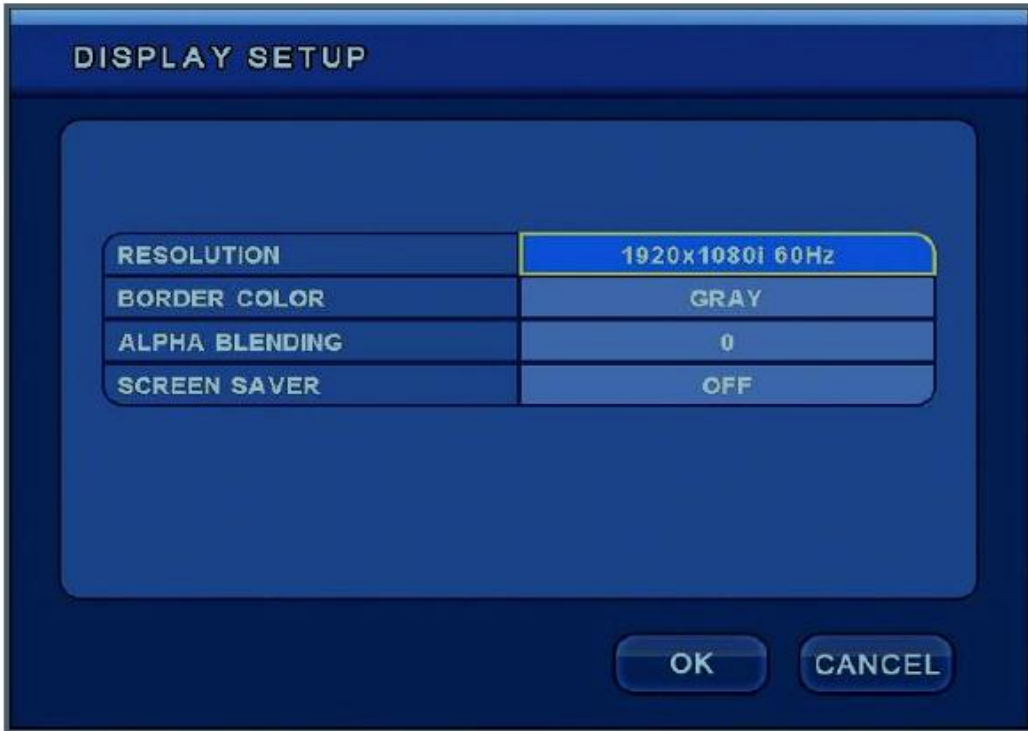 DISPLAY SETUP
RESOLUTION 1920x1080i 60Hz
BORDER COLOR GRAY
ALPHA BLENDING 0
SCREEN SAVER OFF
OK CANCEL